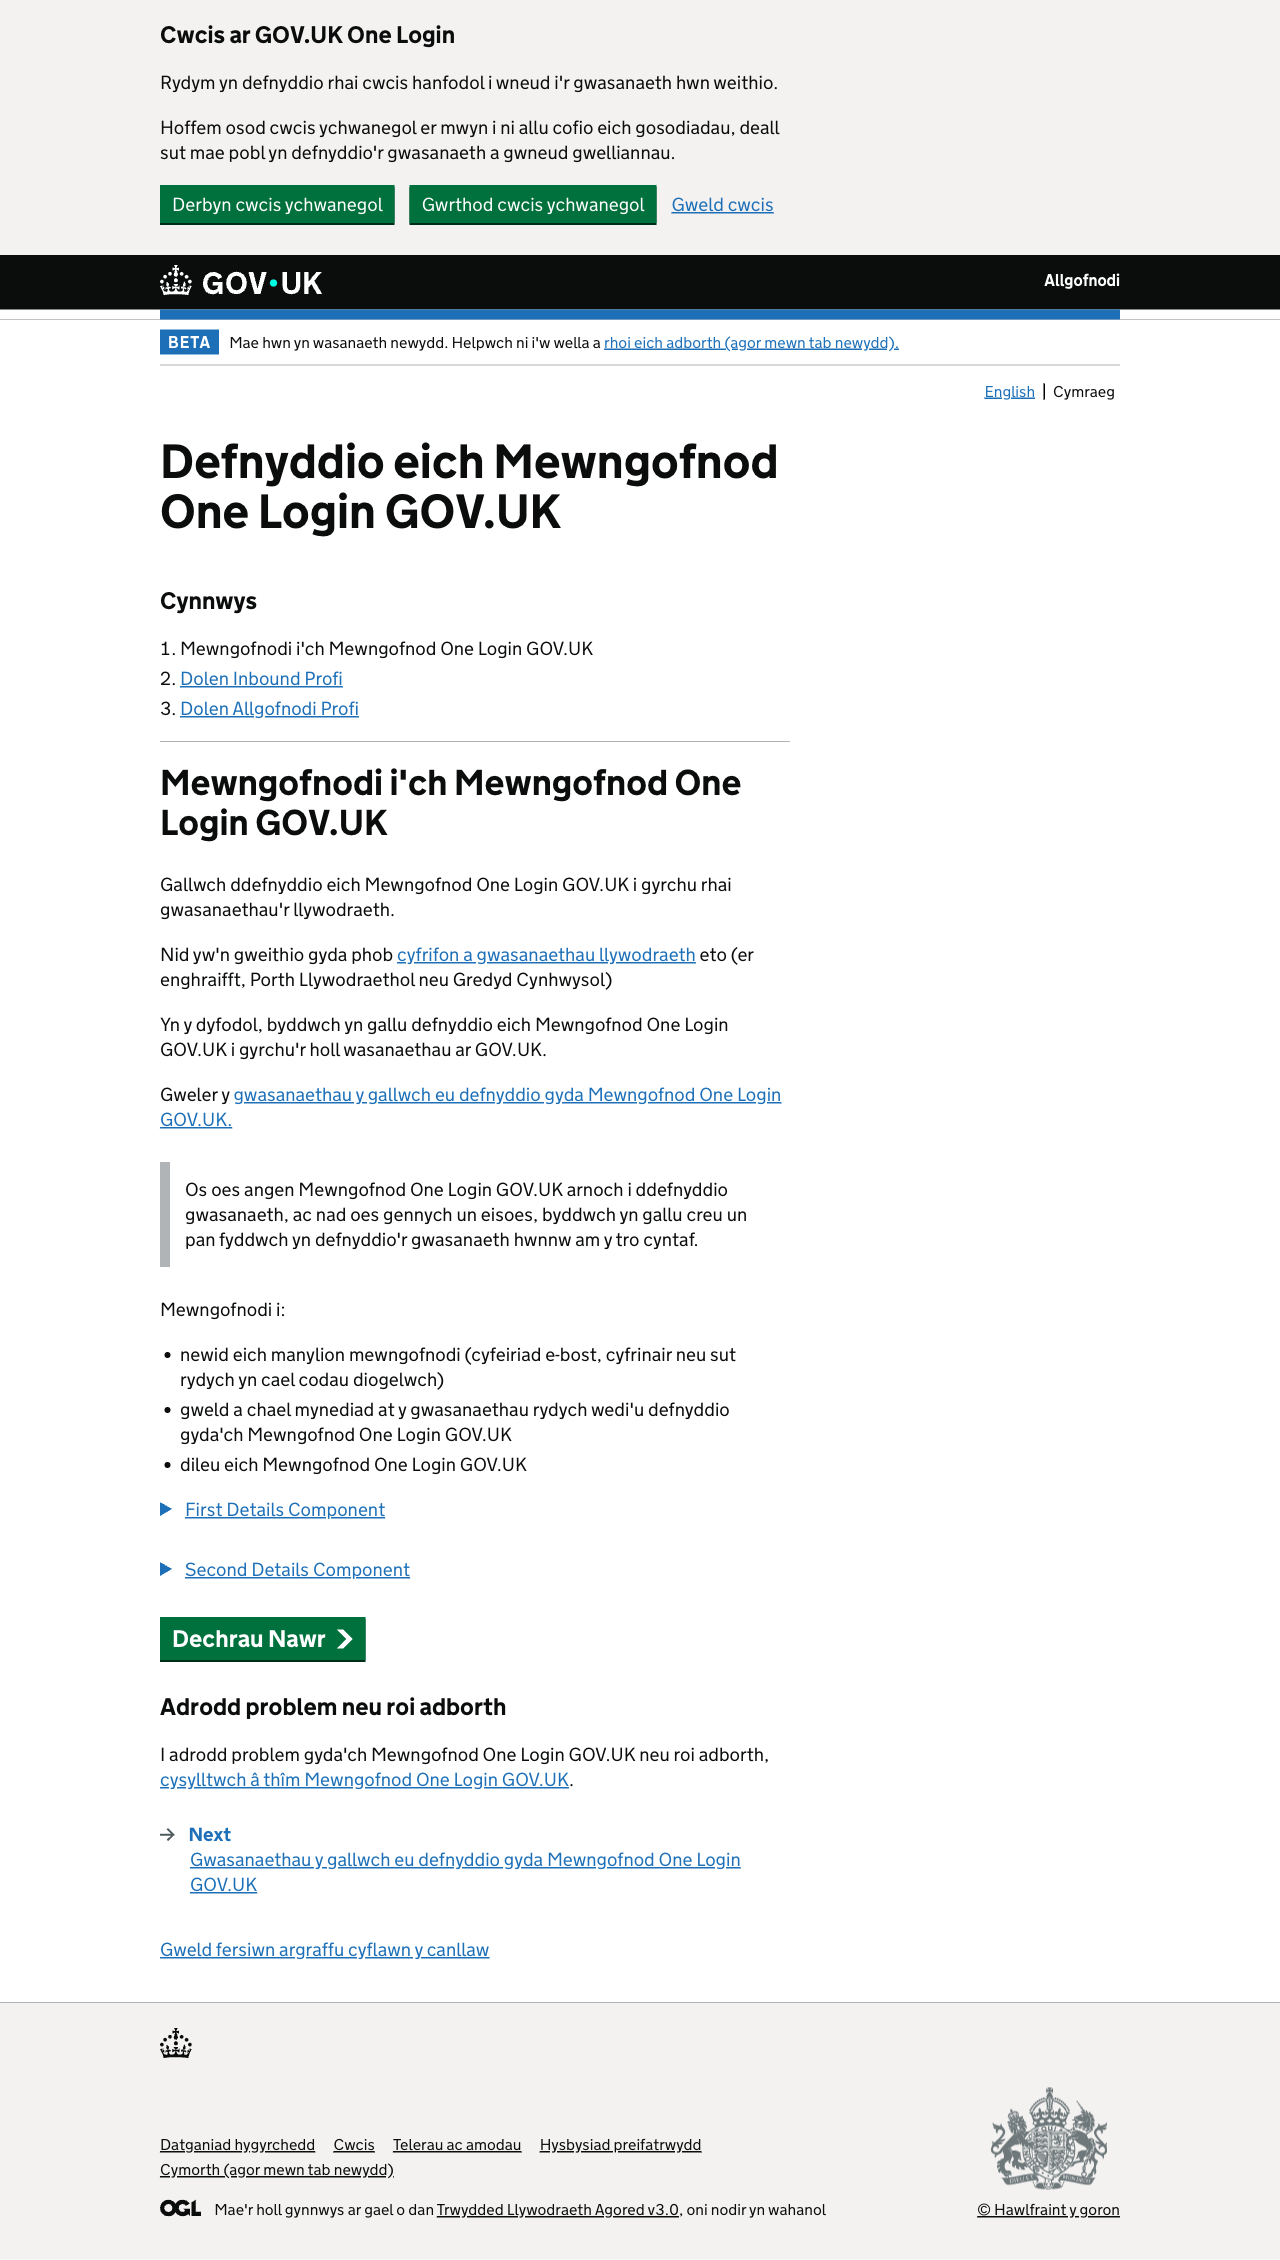 Cwcis ar GOV.UK One Login
Rydym yn defnyddio rhai cwcis hanfodol i wneud i'r gwasanaeth hwn weithio.
Hoffem osod cwcis ychwanegol er mwyn i ni allu cofio eich gosodiadau, deall
sut mae pobl yn defnyddio'r gwasanaeth a gwneud gwelliannau.
Derbyn cwcis ychwanegol Gwrthod cwcis ychwanegol Gweld cwcis
GOV·UK Allgofnodi
BETA Mae hwn yn wasanaeth newydd. Helpwch ni i'w wella a rhoi eich adborth (agor mewn tab newydd).
English | Cymraeg
Defnyddio eich Mewngofnod
One Login GOV.UK
Cynnwys
1. Mewngofnodi i'ch Mewngofnod One Login GOV.UK
2. Dolen Inbound Profi
3. Dolen Allgofnodi Profi
Mewngofnodi i'ch Mewngofnod One
Login GOV.UK
Gallwch ddefnyddio eich Mewngofnod One Login GOV.UK i gyrchu rhai
gwasanaethau'r llywodraeth.
Nid yw'n gweithio gyda phob cyfrifon a gwasanaethau llywodraeth eto (er
enghraifft, Porth Llywodraethol neu Gredyd Cynhwysol)
Yn y dyfodol, byddwch yn gallu defnyddio eich Mewngofnod One Login
GOV.UK i gyrchu'r holl wasanaethau ar GOV.UK.
Gweler y gwasanaethau y gallwch eu defnyddio gyda Mewngofnod One Login
GOV.UK.
Os oes angen Mewngofnod One Login GOV.UK arnoch i ddefnyddio
gwasanaeth, ac nad oes gennych un eisoes, byddwch yn gallu creu un
pan fyddwch yn defnyddio'r gwasanaeth hwnnw am y tro cyntaf.
Mewngofnodi i:
• newid eich manylion mewngofnodi (cyfeiriad e-bost, cyfrinair neu sut
rydych yn cael codau diogelwch)
• gweld a chael mynediad at y gwasanaethau rydych wedi'u defnyddio
gyda'ch Mewngofnod One Login GOV.UK
• dileu eich Mewngofnod One Login GOV.UK
First Details Component
Second Details Component
Dechrau Nawr
Adrodd problem neu roi adborth
I adrodd problem gyda'ch Mewngofnod One Login GOV.UK neu roi adborth,
cysylltwch â thîm Mewngofnod One Login GOV.UK.
Next
Gwasanaethau y gallwch eu defnyddio gyda Mewngofnod One Login
GOV.UK
Gweld fersiwn argraffu cyflawn y canllaw
Datganiad hygyrchedd Cwcis Telerau ac amodau Hysbysiad preifatrwydd
Cymorth (agor mewn tab newydd)
OGL Mae'r holl gynnwys ar gael o dan Trwydded Llywodraeth Agored v3.0, oni nodir yn wahanol
© Hawlfraint y goron